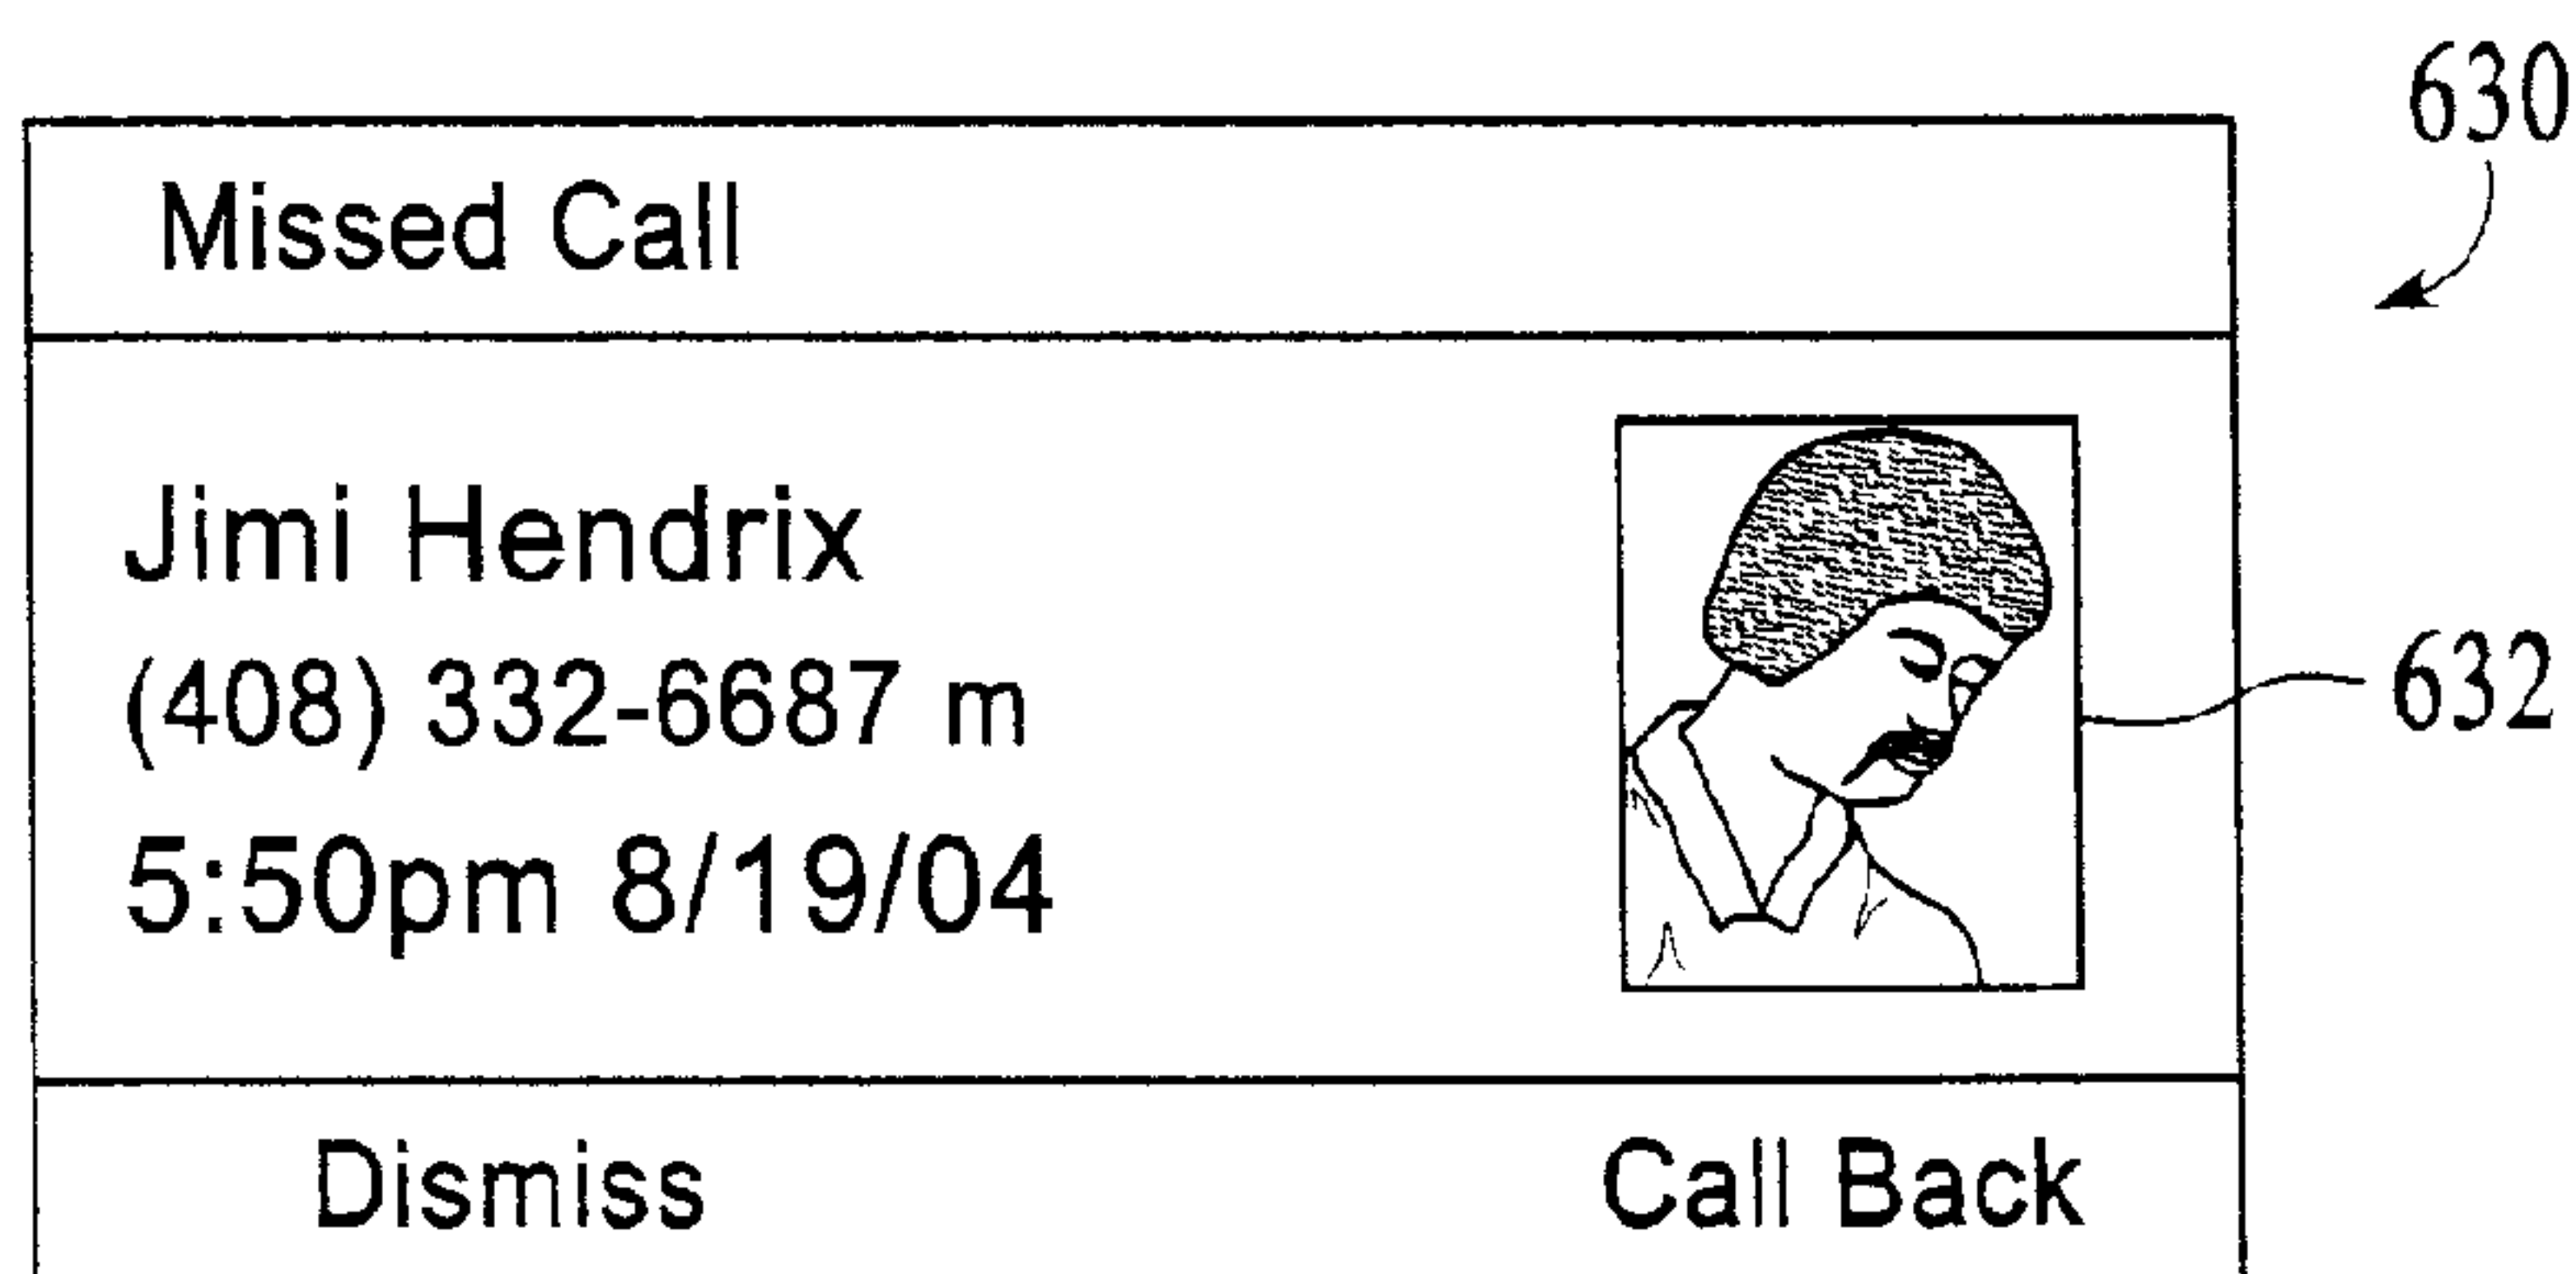 630
Missed Call
Jimi Hendrix
(408) 332-6687 m
632
5:50pm 8/19/04
Dismiss Call Back